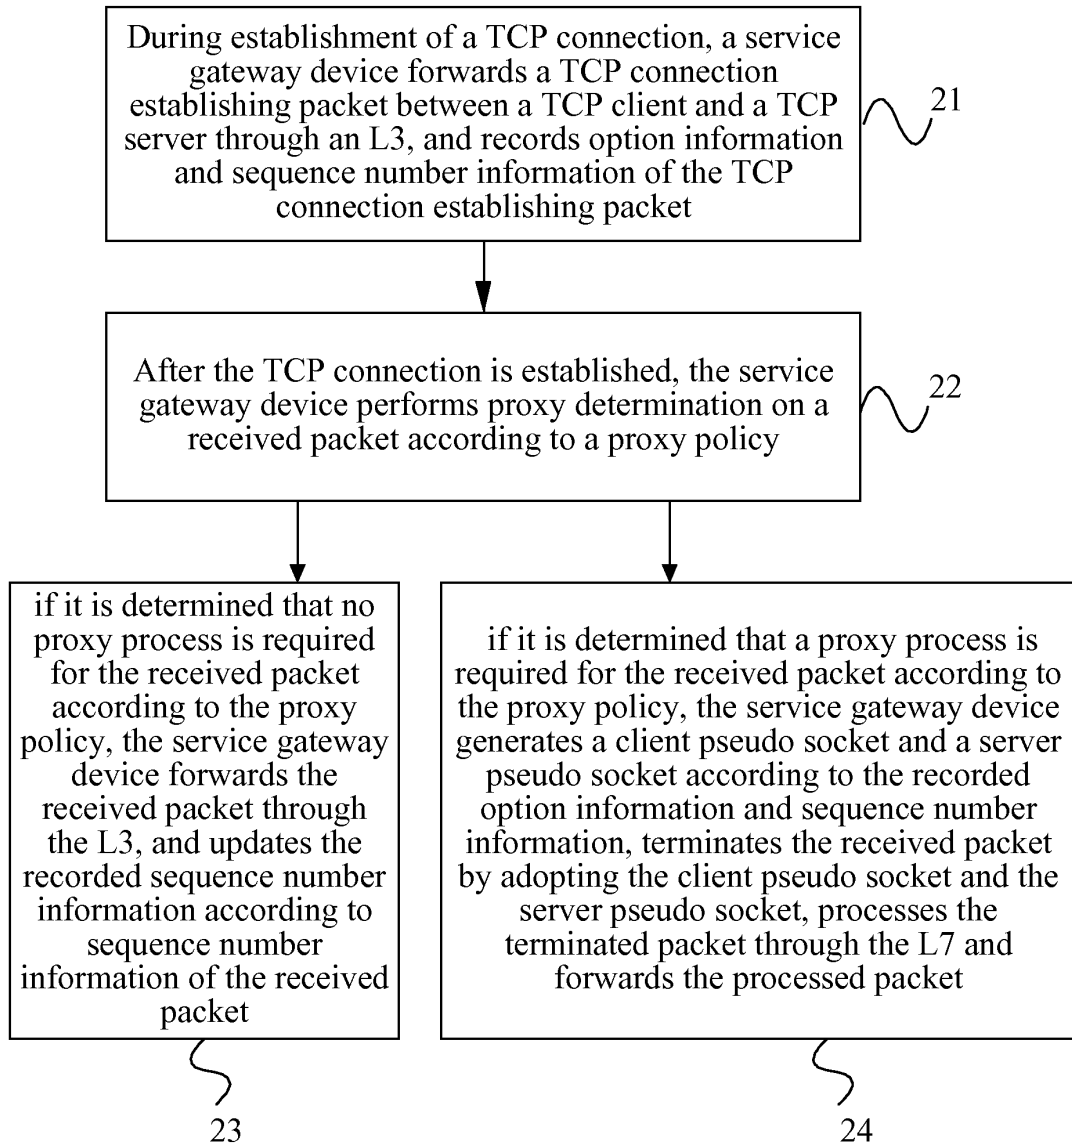 During establishment of a TCP connection, a service
gateway device forwards a TCP connection
establishing packet between a TCP client and a TCP
server through an L3, and records option information
and sequence number information of the TCP
connection establishing packet
21
After the TCP connection is established, the service
gateway device performs proxy determination on a
received packet according to a proxy policy
22
if it is determined that no
proxy process is required
for the received packet
according to the proxy
policy, the service gateway
device forwards the
received packet through
the L3, and updates the
recorded sequence number
information according to
sequence number
information of the received
packet
23
if it is determined that a proxy process is
required for the received packet according to
the proxy policy, the service gateway device
generates a client pseudo socket and a server
pseudo socket according to the recorded
option information and sequence number
information, terminates the received packet
by adopting the client pseudo socket and the
server pseudo socket, processes the
terminated packet through the L7 and
forwards the processed packet
24